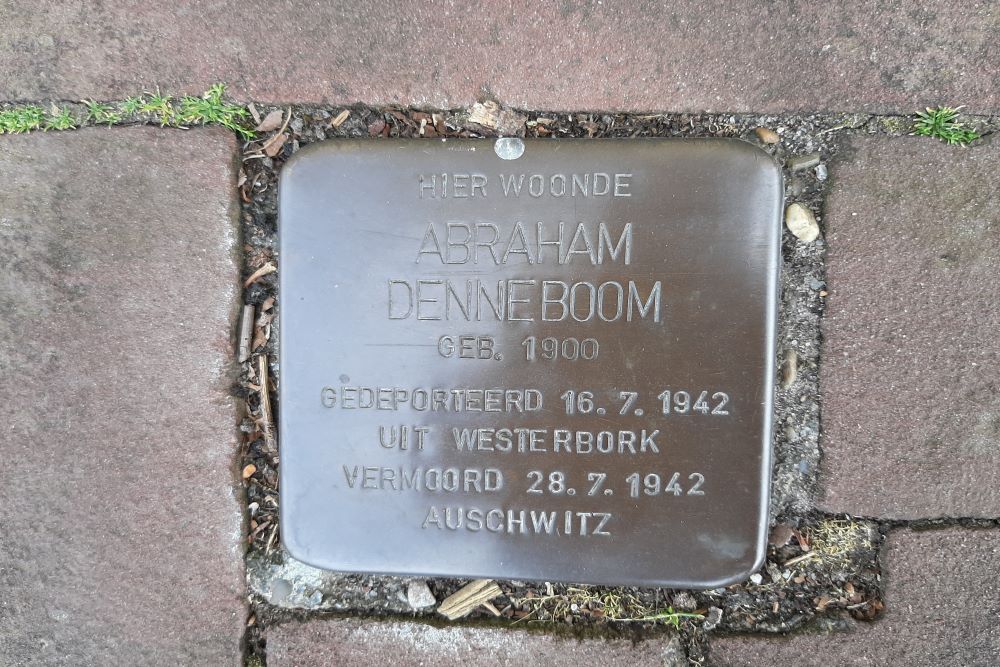 HIER WOONDE
ABRAHAM
DENNEBOOM
GEB. 1900
GEDEPORTEERD 16.7.1942
UIT WESTERBORK
VERMOORD 28.7.1942
AUSCHWITZ